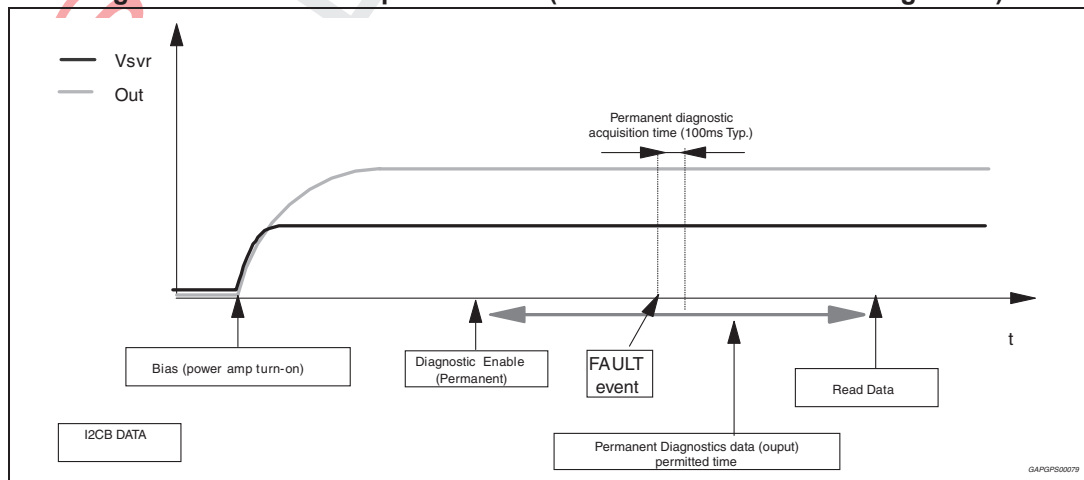 Vsvr
Out
Permanent diagnostic
acquisition time (100ms Typ.)
t
Bias (power amp turn-on)
Diagnostic Enable
(Permanent)
FAULT
event
Read Data
I2CB DATA
Permanent Diagnostics data (ouput)
permitted time
GAPGPS00079